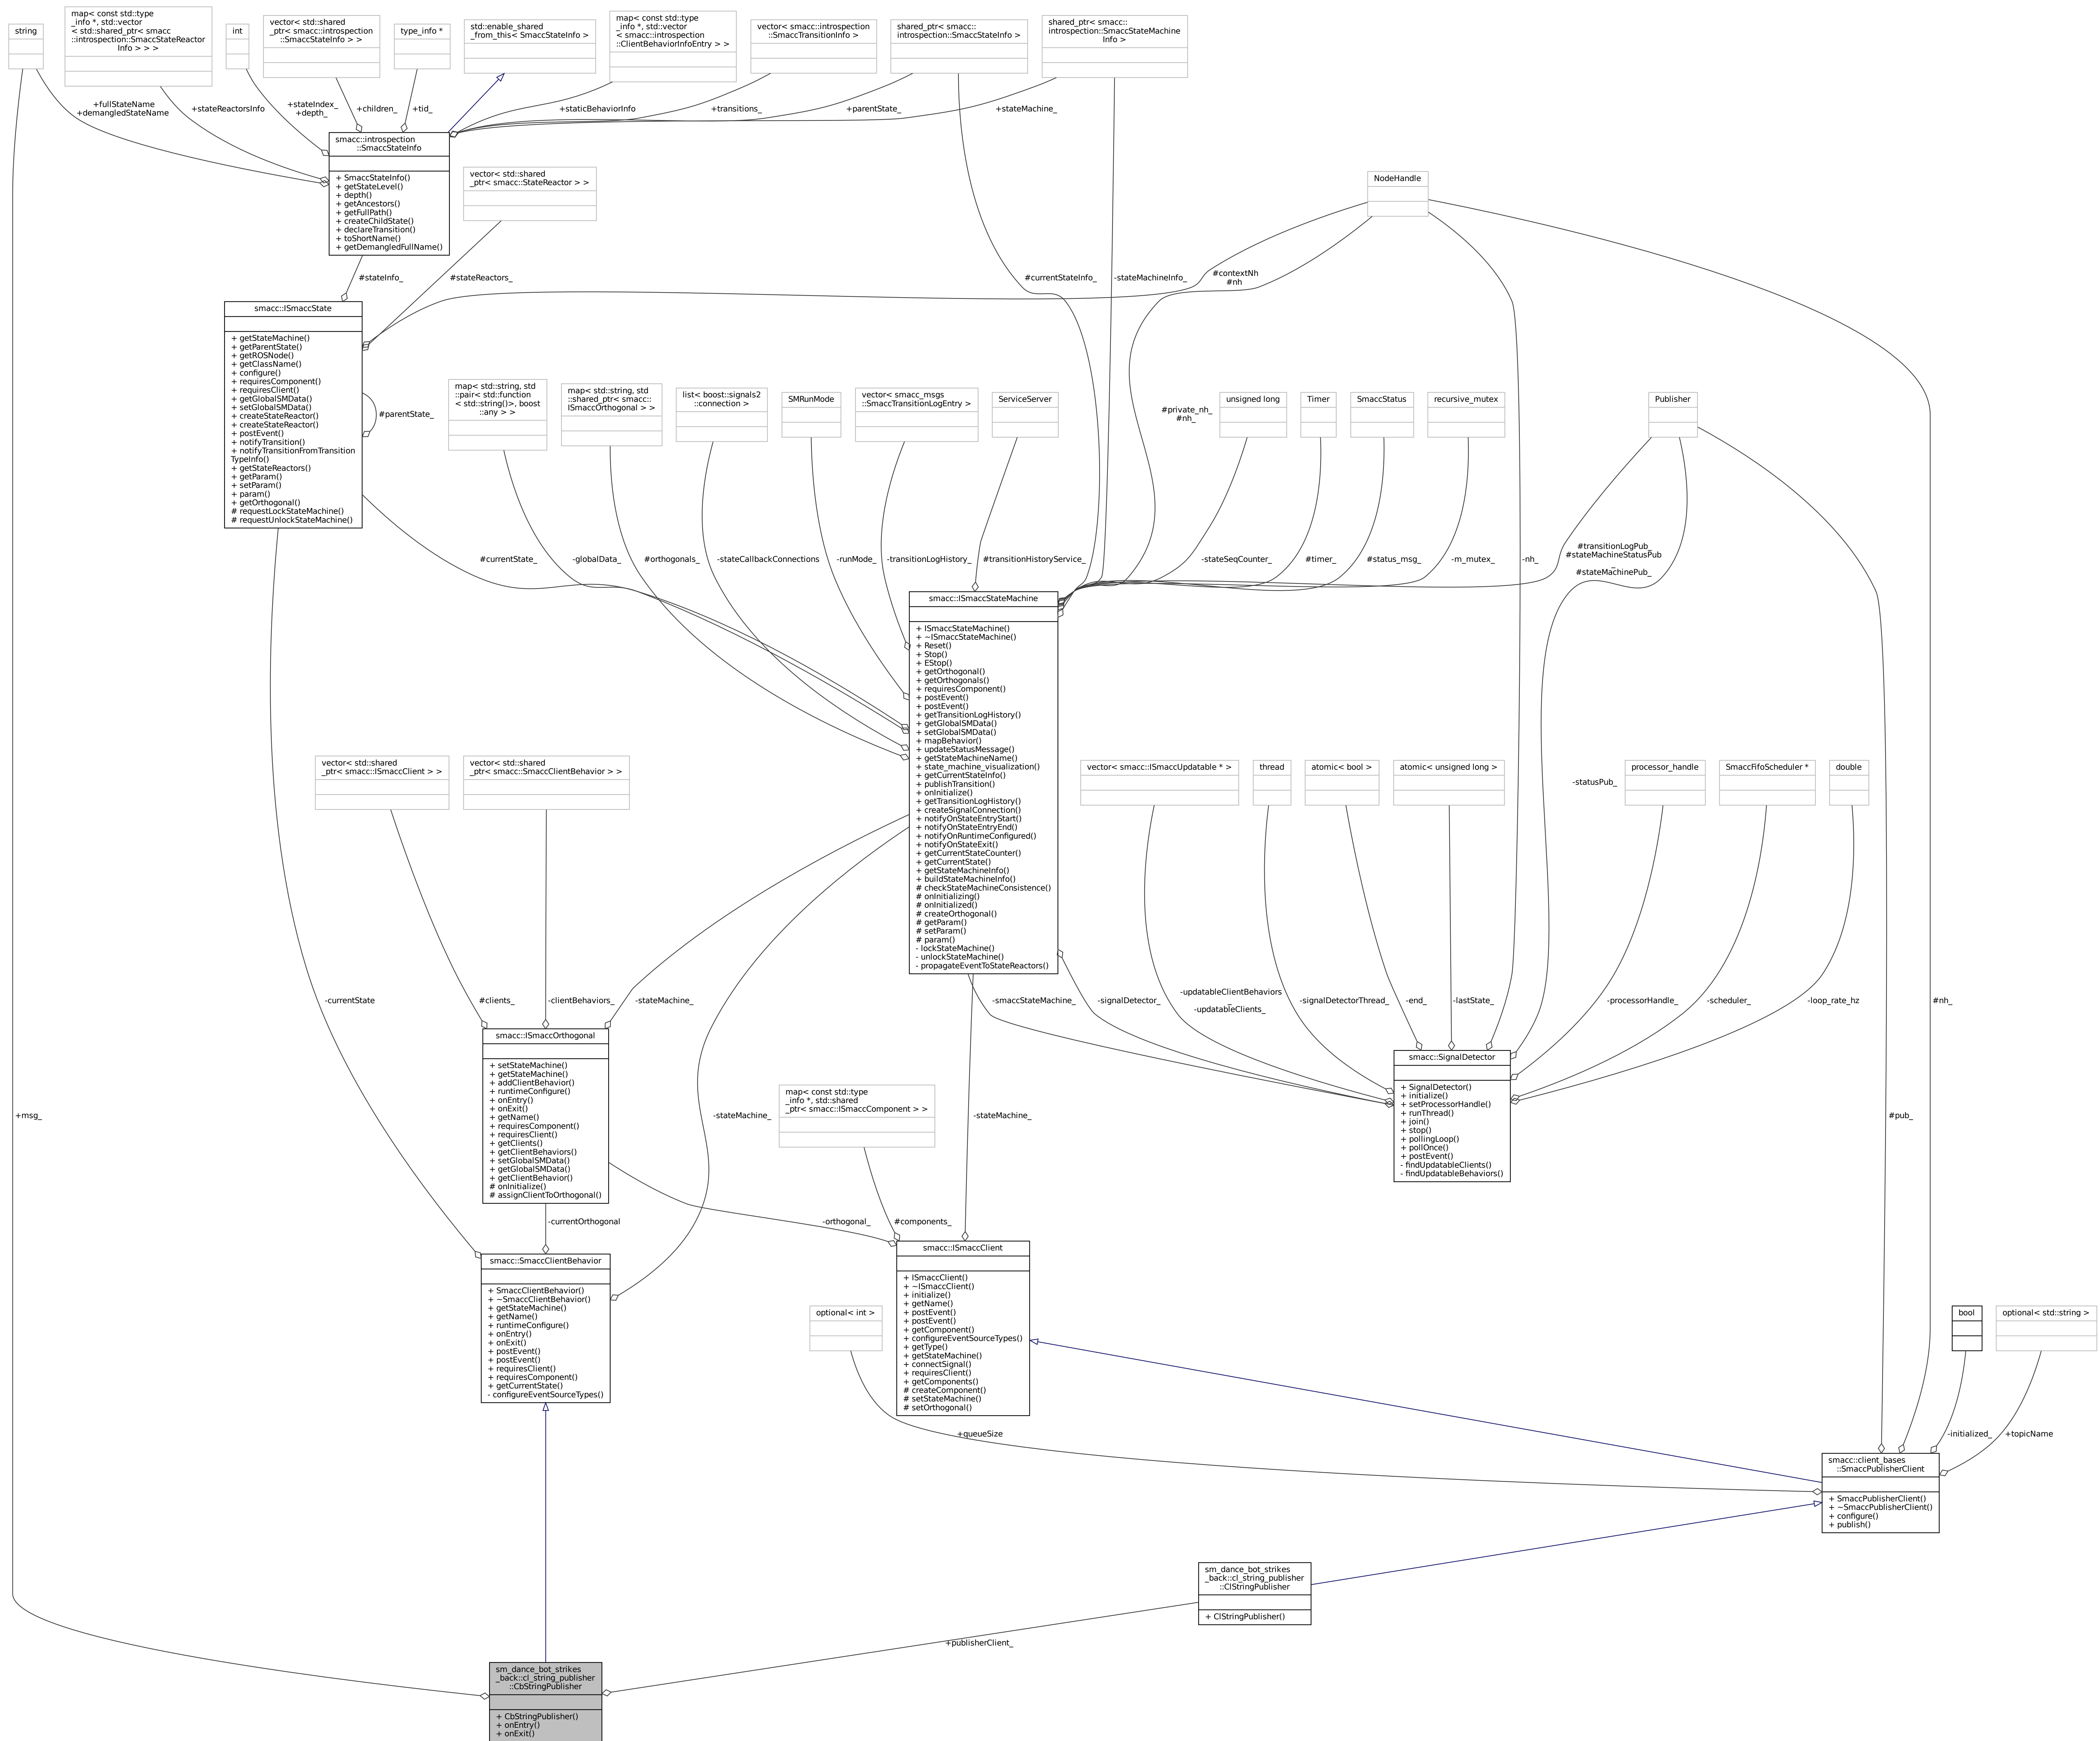 string
map< const std::type
_info *, std::vector
< std::shared_ptr< smacc
::introspection::SmaccStateReactor
Info > > >
int
vector< std::shared
_ptr< smacc::introspection
::SmaccStateInfo > >
type_info *
std::enable_shared
_from_this< SmaccStateInfo >
map< const std::type
_info *, std::vector
< smacc::introspection
::ClientBehaviorInfoEntry > >
vector< smacc::introspection
::SmaccTransitionInfo >
shared_ptr< smacc::
introspection::SmaccStateInfo >
shared_ptr< smacc::
introspection::SmaccStateMachine
Info >
+fullStateName
+demangledStateName
+stateReactorsInfo
+stateIndex_
+depth_
+children_
+tid_
+staticBehaviorInfo
+transitions_
+parentState_
+stateMachine_
smacc::introspection
::SmaccStateInfo
+ SmaccStateInfo()
+ getStateLevel()
+ depth()
+ getAncestors()
+ getFullPath()
+ createChildState()
+ declareTransition()
+ toShortName()
+ getDemangledFullName()
vector< std::shared
_ptr< smacc::StateReactor > >
NodeHandle
#stateInfo_
#stateReactors_
#currentStateInfo_
-stateMachineInfo_
#contextNh
#nh
smacc::ISmaccState
+ getStateMachine()
+ getParentState()
+ getROSNode()
+ getClassName()
+ configure()
+ requiresComponent()
+ requiresClient()
+ getGlobalSMData()
+ setGlobalSMData()
+ createStateReactor()
+ createStateReactor()
+ postEvent()
+ notifyTransition()
+ notifyTransitionFromTransition
TypeInfo()
+ getStateReactors()
+ getParam()
+ setParam()
+ param()
+ getOrthogonal()
# requestLockStateMachine()
# requestUnlockStateMachine()
#parentState_
map< std::string, std
::pair< std::function
< std::string()>, boost
::any > >
map< std::string, std
::shared_ptr< smacc::
ISmaccOrthogonal > >
list< boost::signals2
::connection >
SMRunMode
vector< smacc_msgs
::SmaccTransitionLogEntry >
ServiceServer
#private_nh_
#nh_
unsigned long
Timer
SmaccStatus
recursive_mutex
Publisher
#currentState_
-globalData_
#orthogonals_
-stateCallbackConnections
-runMode_
-transitionLogHistory_
#transitionHistoryService_
-stateSeqCounter_
#timer_
#status_msg_
-m_mutex_
-nh_
#transitionLogPub_
#stateMachineStatusPub
_
#stateMachinePub_
smacc::ISmaccStateMachine
+ ISmaccStateMachine()
+ ~ISmaccStateMachine()
+ Reset()
+ Stop()
+ EStop()
+ getOrthogonal()
+ getOrthogonals()
+ requiresComponent()
+ postEvent()
+ postEvent()
+ getTransitionLogHistory()
+ getGlobalSMData()
+ setGlobalSMData()
+ mapBehavior()
+ updateStatusMessage()
+ getStateMachineName()
+ state_machine_visualization()
+ getCurrentStateInfo()
+ publishTransition()
+ onInitialize()
+ getTransitionLogHistory()
+ createSignalConnection()
+ notifyOnStateEntryStart()
+ notifyOnStateEntryEnd()
+ notifyOnRuntimeConfigured()
+ notifyOnStateExit()
+ getCurrentStateCounter()
+ getCurrentState()
+ getStateMachineInfo()
+ buildStateMachineInfo()
# checkStateMachineConsistence()
# onInitializing()
# onInitialized()
# createOrthogonal()
# getParam()
# setParam()
# param()
- lockStateMachine()
- unlockStateMachine()
- propagateEventToStateReactors()
vector< std::shared
_ptr< smacc::ISmaccClient > >
vector< std::shared
_ptr< smacc::SmaccClientBehavior > >
vector< smacc::ISmaccUpdatable * >
thread
atomic< bool >
atomic< unsigned long >
-statusPub_
processor_handle
SmaccFifoScheduler *
double
-currentState
#clients_
-clientBehaviors_
-stateMachine_
-smaccStateMachine_
-signalDetector_
-updatableClientBehaviors
_
-updatableClients_
-signalDetectorThread_
-end_
-lastState_
-processorHandle_
-scheduler_
-loop_rate_hz
#nh_
smacc::ISmaccOrthogonal
+ setStateMachine()
+ getStateMachine()
+ addClientBehavior()
+ runtimeConfigure()
+ onEntry()
+ onExit()
+ getName()
+ requiresComponent()
+ requiresClient()
+ getClients()
+ getClientBehaviors()
+ setGlobalSMData()
+ getGlobalSMData()
+ getClientBehavior()
# onInitialize()
# assignClientToOrthogonal()
smacc::SignalDetector
+ SignalDetector()
+ initialize()
+ setProcessorHandle()
+ runThread()
+ join()
+ stop()
+ pollingLoop()
+ pollOnce()
+ postEvent()
- findUpdatableClients()
- findUpdatableBehaviors()
map< const std::type
_info *, std::shared
_ptr< smacc::ISmaccComponent > >
+msg_
-stateMachine_
-stateMachine_
#pub_
-currentOrthogonal
-orthogonal_
#components_
smacc::SmaccClientBehavior
+ SmaccClientBehavior()
+ ~SmaccClientBehavior()
+ getStateMachine()
+ getName()
+ runtimeConfigure()
+ onEntry()
+ onExit()
+ postEvent()
+ postEvent()
+ requiresClient()
+ requiresComponent()
+ getCurrentState()
- configureEventSourceTypes()
smacc::ISmaccClient
+ ISmaccClient()
+ ~ISmaccClient()
+ initialize()
+ getName()
+ postEvent()
+ postEvent()
+ getComponent()
+ configureEventSourceTypes()
+ getType()
+ getStateMachine()
+ connectSignal()
+ requiresClient()
+ getComponents()
# createComponent()
# setStateMachine()
# setOrthogonal()
optional< int >
bool
optional< std::string >
+queueSize
-initialized_
+topicName
smacc::client_bases
::SmaccPublisherClient
+ SmaccPublisherClient()
+ ~SmaccPublisherClient()
+ configure()
+ publish()
sm_dance_bot_strikes
_back::cl_string_publisher
::ClStringPublisher
+ ClStringPublisher()
+publisherClient_
sm_dance_bot_strikes
_back::cl_string_publisher
::CbStringPublisher
+ CbStringPublisher()
+ onEntry()
+ onExit()